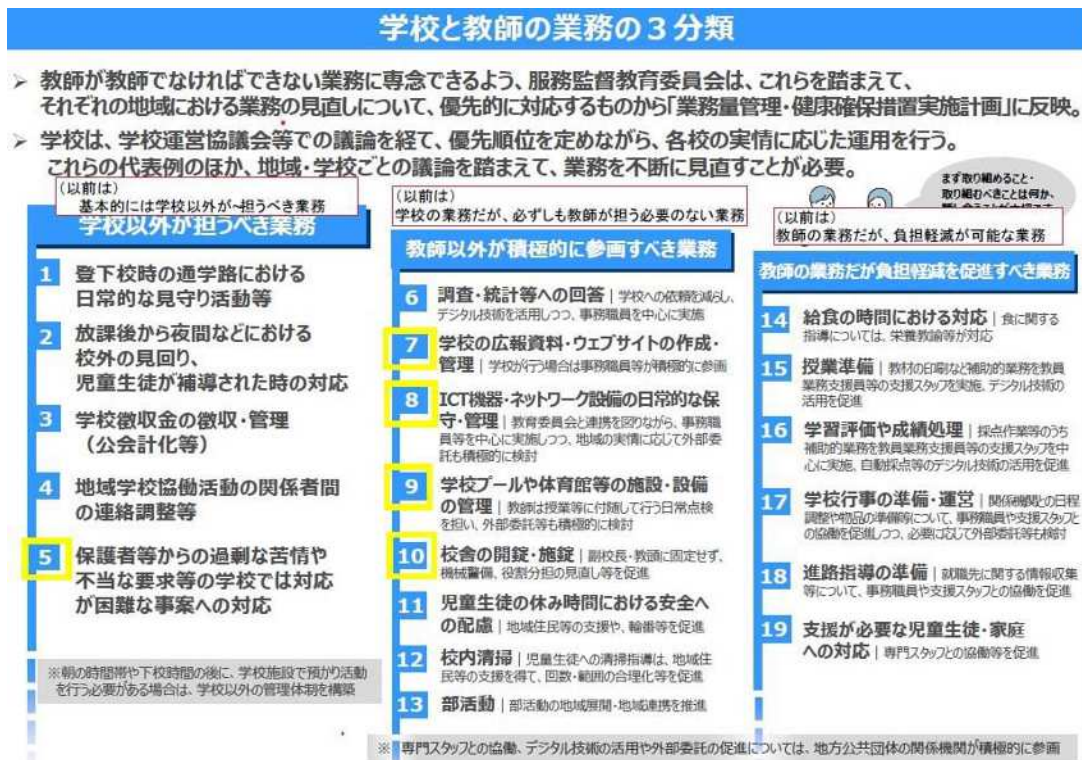 学校と教師の業務の3分類
➢ 教師が教師でなければできない業務に専念できるよう、服務監督教育委員会は、これらを踏まえて、
それぞれの地域における業務の見直しについて、優先的に対応するものから「業務量管理・健康確保措置実施計画」に反映。
➢ 学校は、学校運営協議会等での議論を経て、優先順位を定めながら、各校の実情に応じた運用を行う。
これらの代表例のほか、地域・学校ごとの議論を踏まえて、業務を不断に見直すことが必要。
まず取り組めること・
取り組むべきことは何か、
(以前は)
基本的には学校以外が担うべき業務
学校以外が担うべき業務
1 登下校時の通学路における
日常的な見守り活動等
2 放課後から夜間などにおける
校外の見回り、
児童生徒が補導された時の対応
3 学校徴収金の徴収・管理
(公会計化等)
4 地域学校協働活動の関係者間
の連絡調整等
5 保護者等からの過剰な苦情や
不当な要求等の学校では対応
が困難な事案への対応
※朝の時間帯や下校時間の後に、学校施設で預かり活動
を行う必要がある場合は、学校以外の管理体制を構築
(以前は)
学校の業務だが、必ずしも教師が担う必要のない業務
教師以外が積極的に参画すべき業務
6 調査・統計等への回答|学校への依頼を減らし、
デジタル技術を活用しつつ、事務職員を中心に実施
7 学校の広報資料・ウェブサイトの作成・
管理|学校が行う場合は事務職員等が積極的に参画
8 ICT機器・ネットワーク設備の日常的な保
守・管理|教育委員会と連携を図りながら、事務職
員等を中心に実施しつつ、地域の実情に応じて外部委
託も積極的に検討
9 学校プールや体育館等の施設・設備
の管理|教師は授業等に付随して行う日常点検
を担い、外部委託等も積極的に検討
10 校舎の開錠・施錠|副校長・教頭に固定せず、
機械警備、役割分担の見直し等を促進
11 児童生徒の休み時間における安全へ
の配慮|地域住民等の支援や、輪番等を促進
12 校内清掃|児童生徒への清掃指導は、地域住
民等の支援を得て、回数・範囲の合理化等を促進
13 部活動|部活動の地域展開・地域連携を推進
(以前は)
教師の業務だが、負担軽減が可能な業務
教師の業務だが負担軽減を促進すべき業務
14 給食の時間における対応|食に関する
指導については、栄養教諭等が対応
15 授業準備|教材の印刷など補助的業務を教員
業務支援員等の支援スタッフを実施、デジタル技術の
活用を促進
16 学習評価や成績処理|採点作業等のうち
補助的業務を教員業務支援員等の支援スタッフを中
心に実施、自動採点等のデジタル技術の活用を促進
17 学校行事の準備・運営|関係機関との日程
調整や物品の準備等について、事務職員や支援スタッフと
の協働を促進しつつ、必要に応じて外部委託等も検討
18 進路指導の準備|就職先に関する情報収集
等について、事務職員や支援スタッフとの協働を促進
19 支援が必要な児童生徒・家庭
への対応|専門スタッフとの協働等を促進
※ 専門スタッフとの協働、デジタル技術の活用や外部委託の促進については、地方公共団体の関係機関が積極的に参画